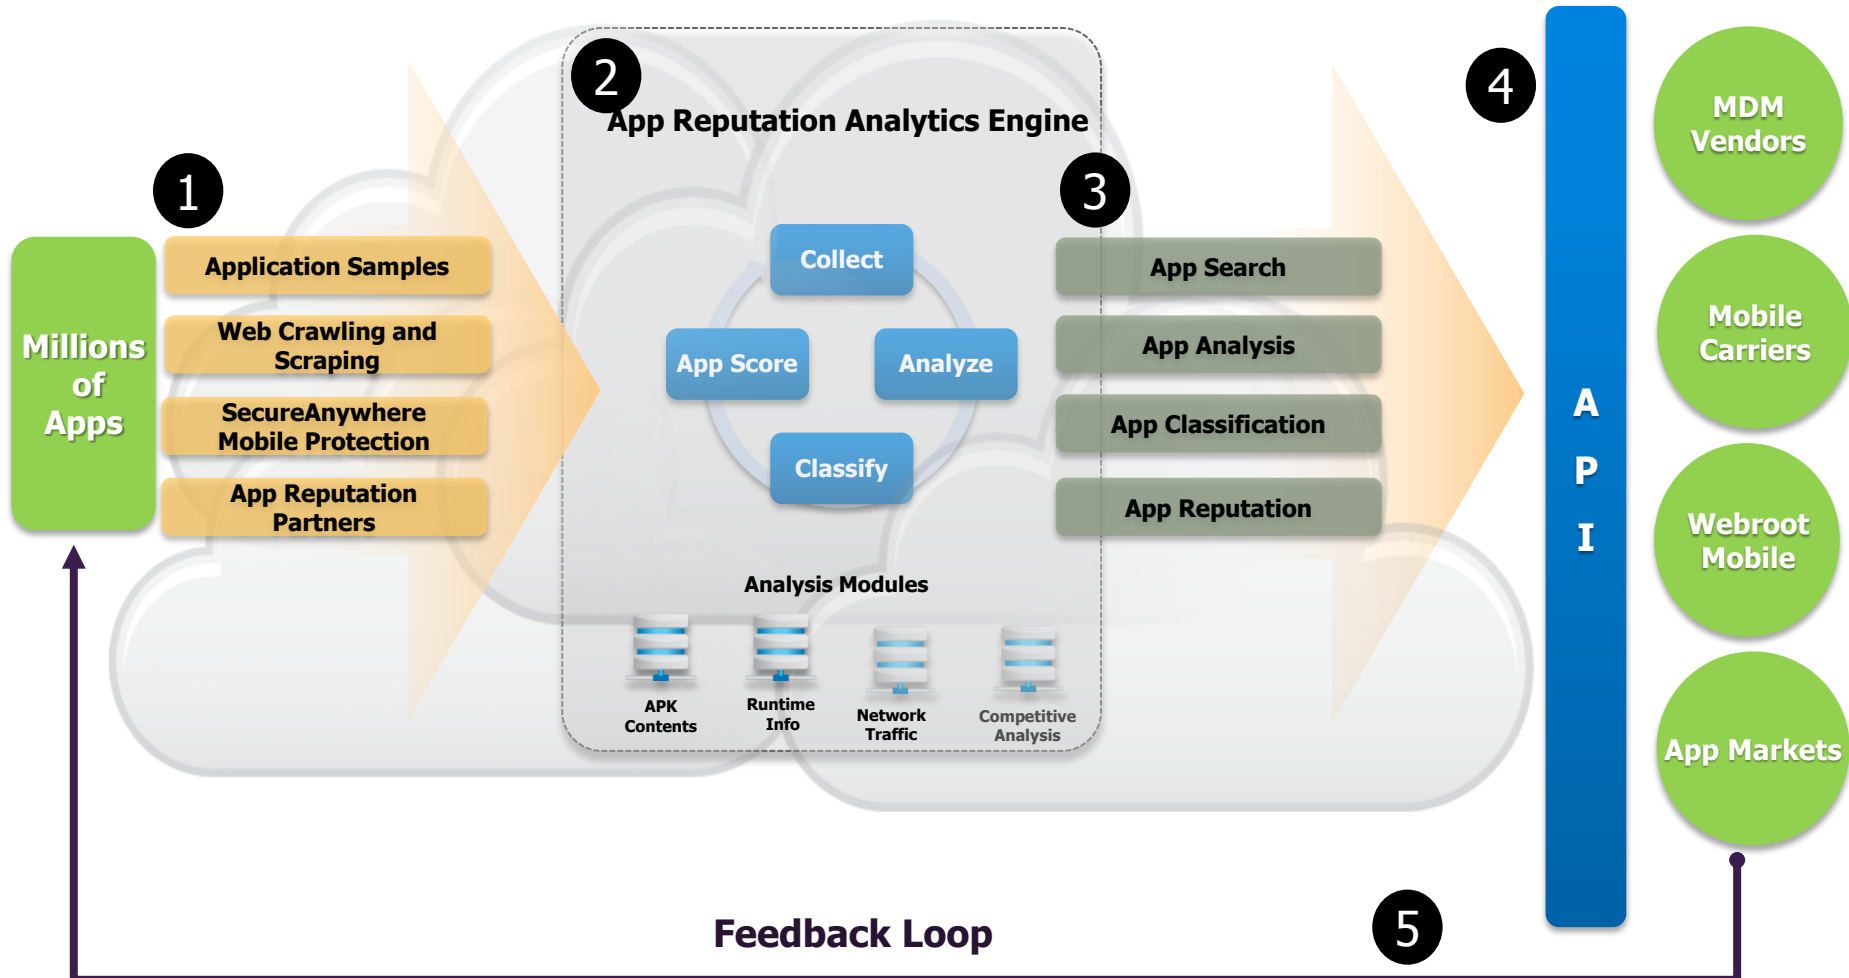 1
Millions
of
Apps
Application Samples
Web Crawling and
Scraping
SecureAnywhere
Mobile Protection
App Reputation
Partners
2
App Reputation Analytics Engine
Collect
Analyze
Classify
App Score
Analysis Modules
APK
Contents
Runtime
Info
Network
Traffic
Competitive
Analysis
3
App Search
App Analysis
App Classification
App Reputation
4
A
P
I
MDM
Vendors
Mobile
Carriers
Webroot
Mobile
App Markets
5
Feedback Loop